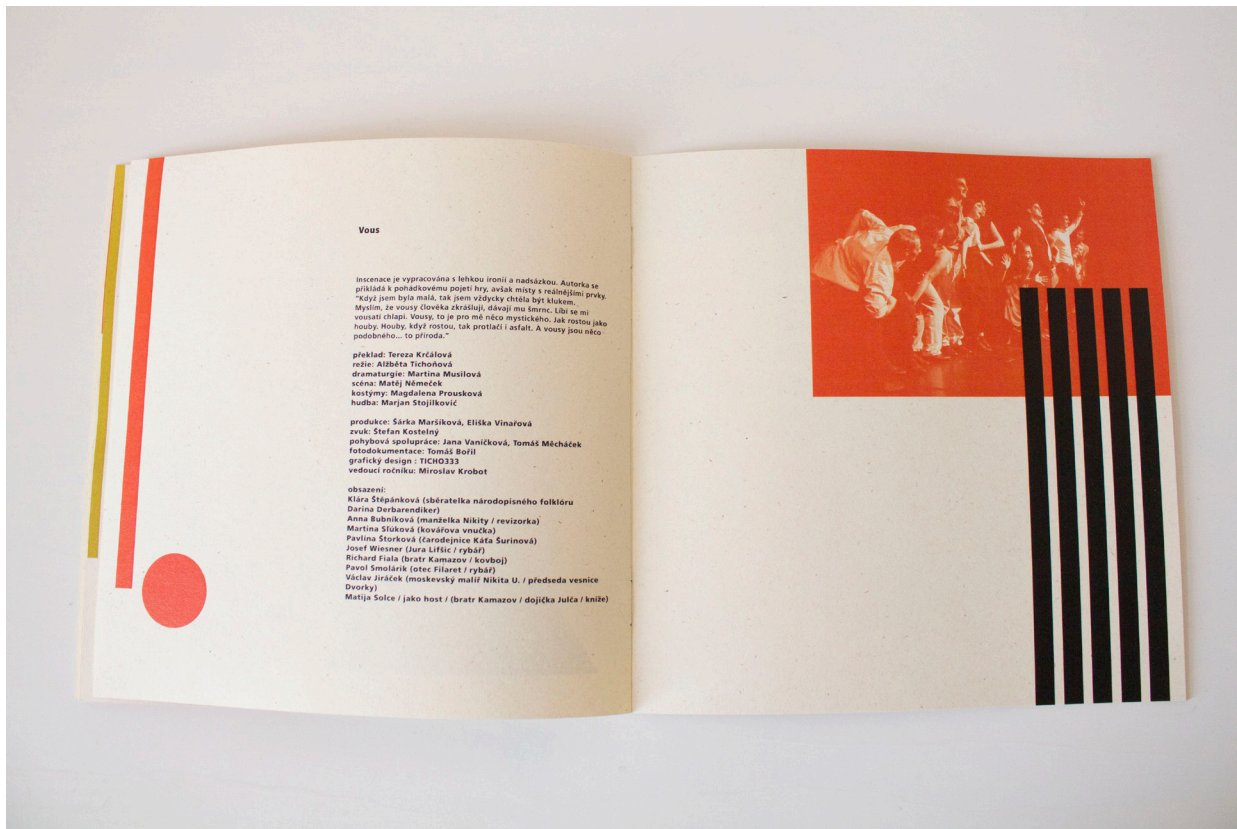 Vous
Inscenace je vypracována s lehkou ironií a nadsázkou. Autorka se
přikládá k pohádkovému pojetí hry, avšak místy s reálnějšími prvky.
"Když jsem byla malá, tak jsem vždycky chtěla být klukem.
Myslím, že vousy člověka zkrášlují, dávají mu šmrnc. Líbí se mi
vousatí chlapi. Vousy, to je pro mě něco mystického. Jak rostou jako
houby. Houby, když rostou, tak protlačí i asfalt. A vousy jsou něco
podobného... to příroda."
překlad: Tereza Krčálová
režie: Alžběta Tichoňová
dramaturgie: Martina Musilová
scéna: Matěj Němeček
kostýmy: Magdalena Prousková
hudba: Marjan Stojilkovič
produkce: Šárka Maršíková, Eliška Vinařová
zvuk: Štefan Kostelný
pohybová spolupráce: Jana Vaníčková, Tomáš Měcháček
fotodokumentace: Tomáš Bořil
grafický design : TICHO333
vedoucí ročníku: Miroslav Krobot
obsazení:
Klára Štěpánková (sběratelka národopisného folklóru
Darina Derbarendiker)
Anna Bubníková (manželka Nikity / revizorka)
Martina Sľúková (kovářova vnučka)
Pavlína Štorková (čarodejnice Káťa Šurinová)
Josef Wiesner (Jura Lifšic / rybář)
Richard Fiala (bratr Kamazov / kovboj)
Pavol Smolárik (otec Filaret / rybář)
Václav Jiráček (moskevský malíř Nikita U. / předseda vesnice
Dvorky)
Matija Solce / jako host / (bratr Kamazov / dojička Julča / kníže)